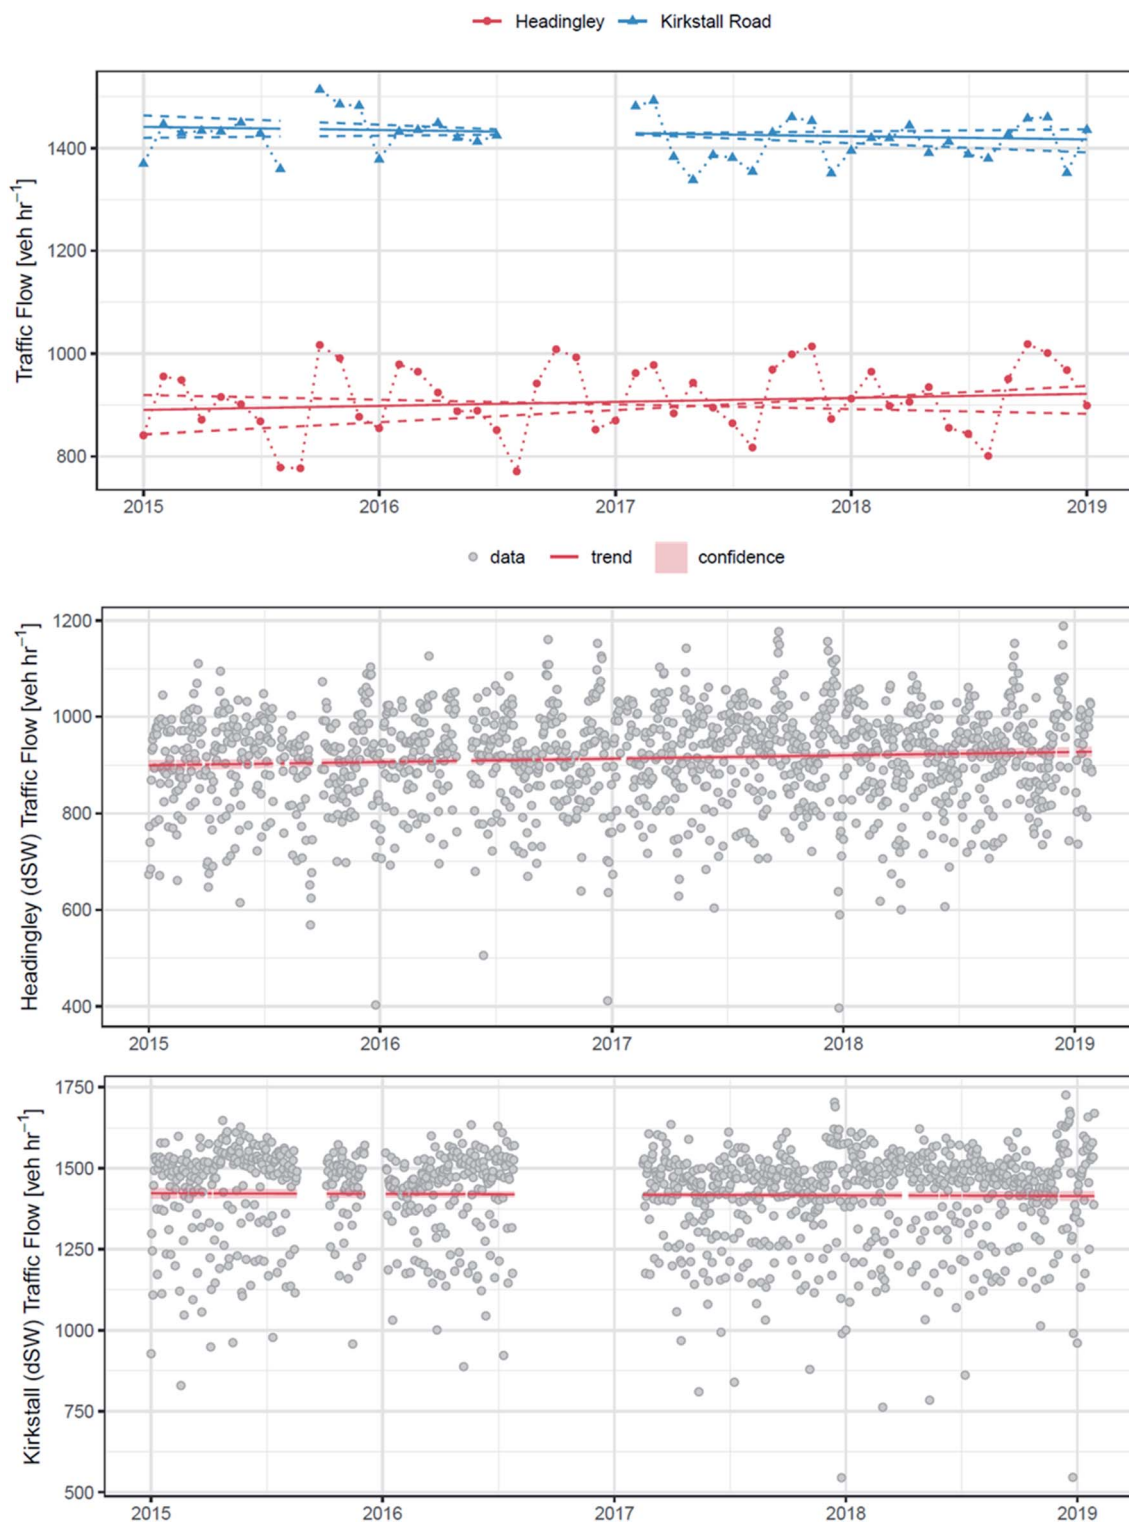 Headingley Kirkstall Road
Traffic Flow [veh hr⁻¹]
1400
1200
1000
800
2015 2016 2017 2018 2019
data trend confidence
Headingley (dSW) Traffic Flow [veh hr⁻¹]
1200
1000
800
600
400
2015 2016 2017 2018 2019
Kirkstall (dSW) Traffic Flow [veh hr⁻¹]
1750
1500
1250
1000
750
500
2015 2016 2017 2018 2019